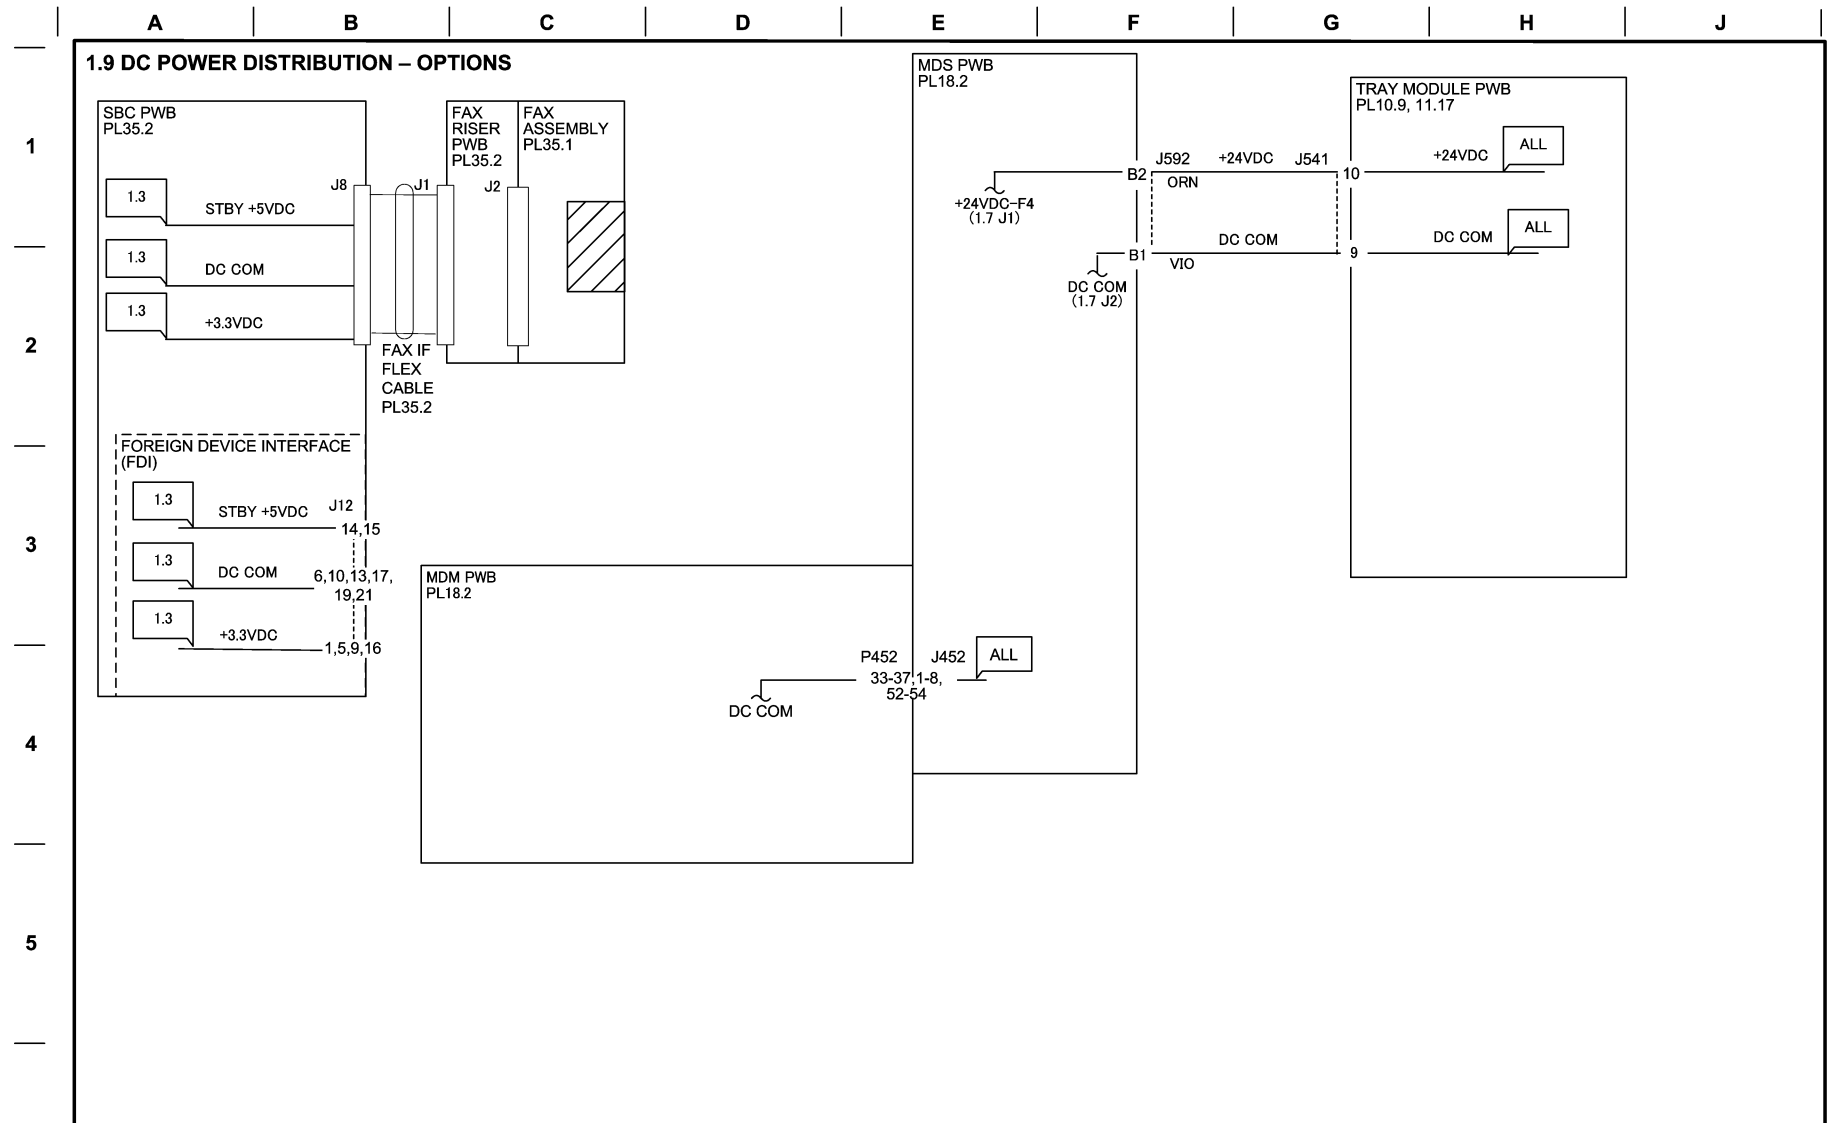 A B C D E F G H J
1
2
3
4
5
1.9 DC POWER DISTRIBUTION – OPTIONS
SBC PWB
PL35.2
1.3
STBY +5VDC
1.3
DC COM
1.3
+3.3VDC
J8
J1
FAX IF
FLEX
CABLE
PL35.2
FAX
RISER
PWB
PL35.2
J2
FAX
ASSEMBLY
PL35.1
FOREIGN DEVICE INTERFACE
(FDI)
1.3
STBY +5VDC
J12
14,15
1.3
DC COM
6,10,13,17,
19,21
1.3
+3.3VDC
1,5,9,16
MDM PWB
PL18.2
DC COM
P452
J452
33-37,1-8,
52-54
ALL
MDS PWB
PL18.2
+24VDC-F4
(1.7 J1)
B2
J592
+24VDC
J541
ORN
10
DC COM
(1.7 J2)
B1
VIO
DC COM
9
TRAY MODULE PWB
PL10.9, 11.17
+24VDC
ALL
DC COM
ALL